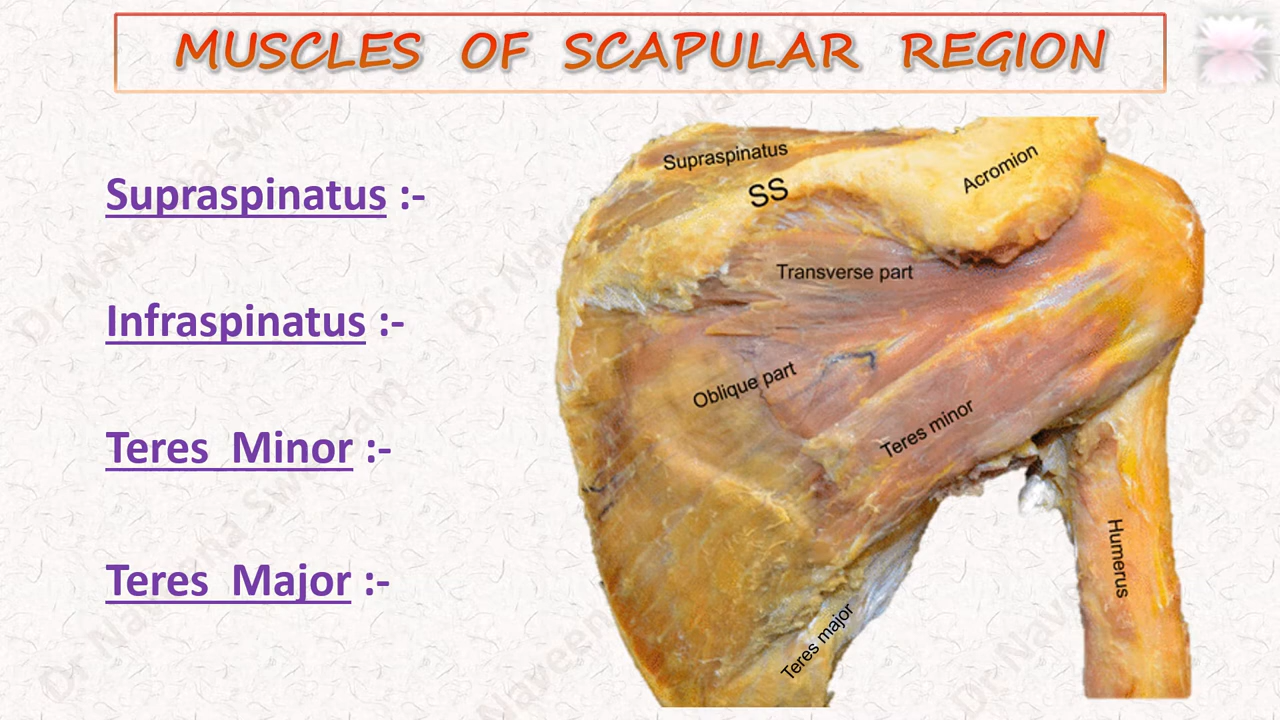 MUSCLES OF SCAPULAR REGION
Supraspinatus :-
Infraspinatus :-
Teres Minor :-
Teres Major :-
Supraspinatus
SS
Acromion
Transverse part
Oblique part
Teres minor
Humerus
Teres major